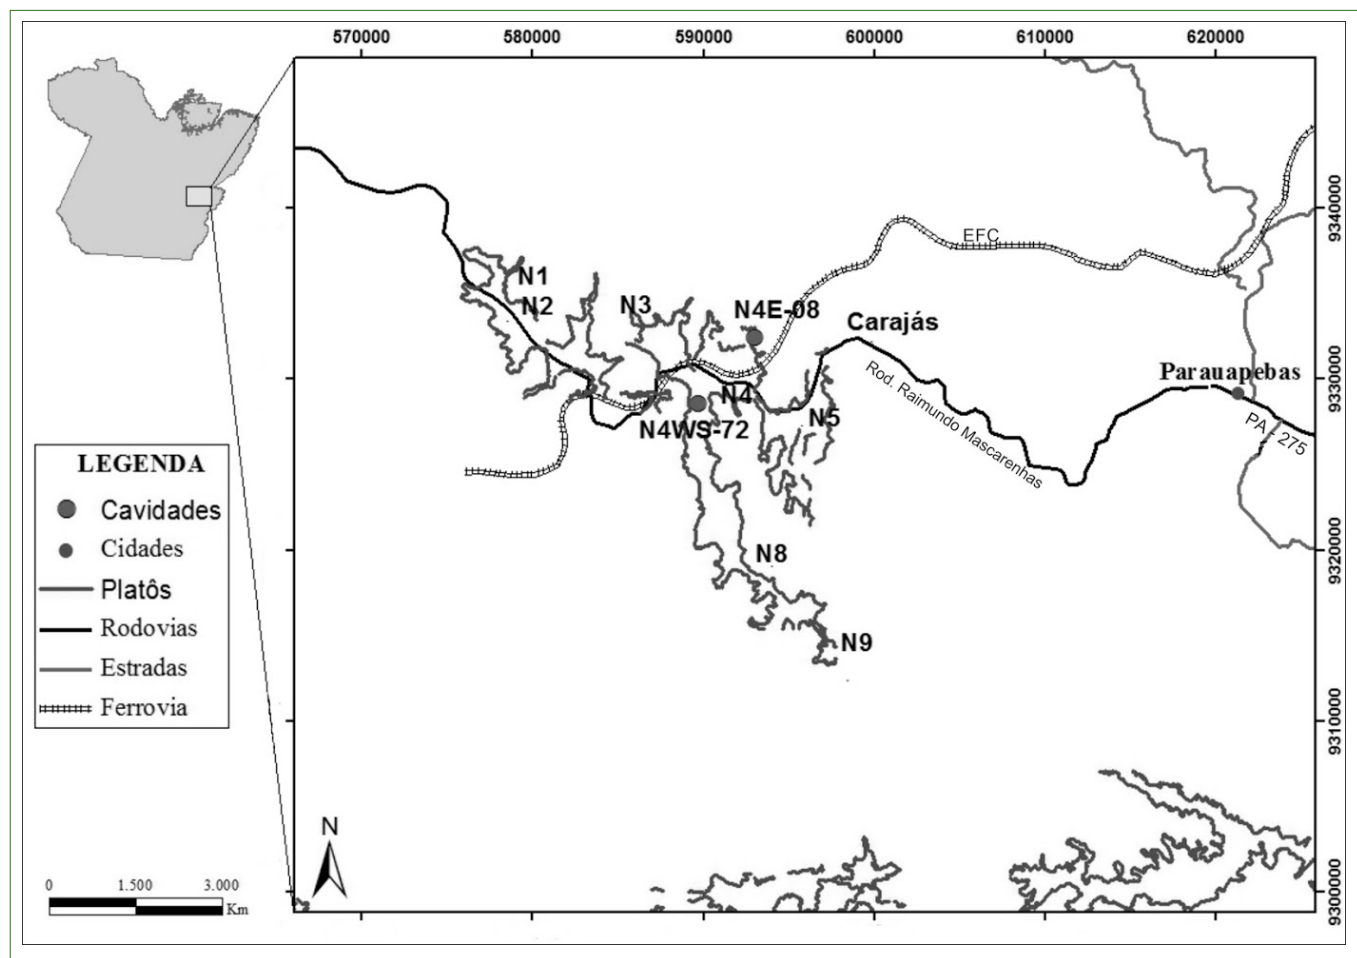 570000
580000
590000
600000
610000
620000
9340000
9330000
9320000
9310000
9300000
EFC
N1
N2
N3
N4E-08
Carajás
Parauapebas
Rod. Raimundo Mascarenhas
PA - 275
N4
N5
N4WS-72
N8
N9
LEGENDA
Cavidades
Cidades
Platôs
Rodovias
Estradas
Ferrovia
N
0
1.500
3.000
Km